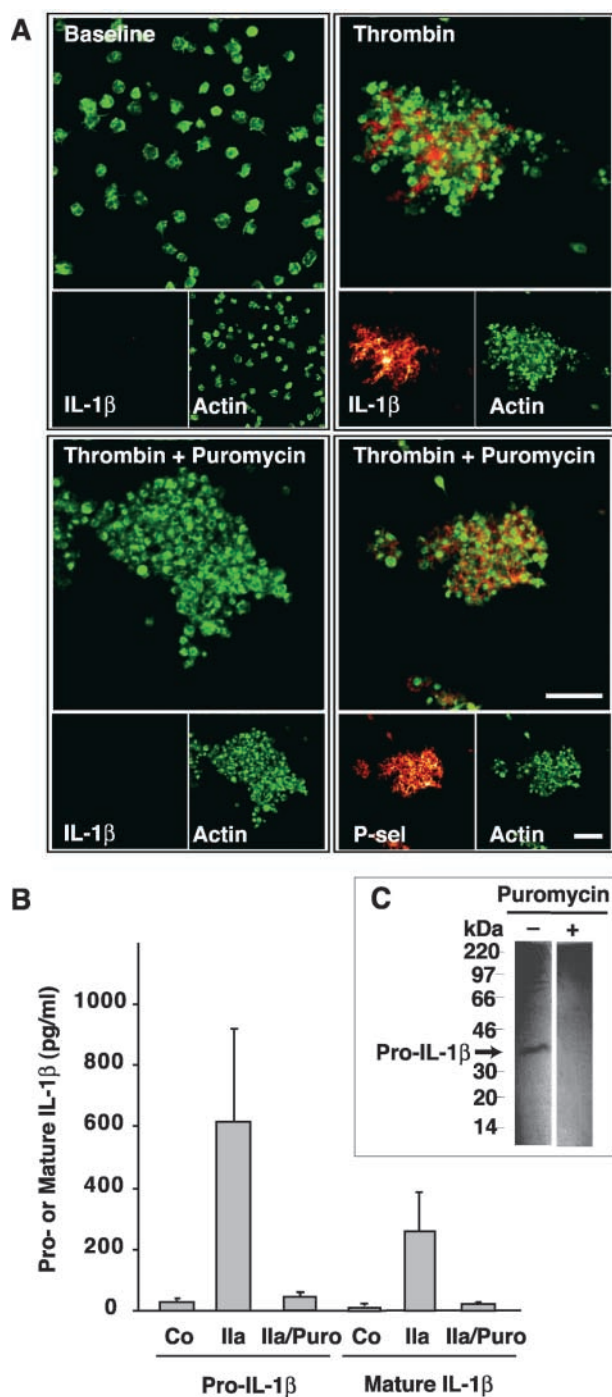 A
Baseline
Thrombin
IL-1β
Actin
IL-1β
Actin
Thrombin + Puromycin
Thrombin + Puromycin
IL-1β
Actin
P-sel
Actin
B
C
Puromycin
kDa
− +
220
97
66
46
Pro-IL-1β
30
20
14
Pro- or Mature IL-1β (pg/ml)
1000
800
600
400
200
0
Co IIa IIa/Puro Co IIa IIa/Puro
Pro-IL-1β Mature IL-1β